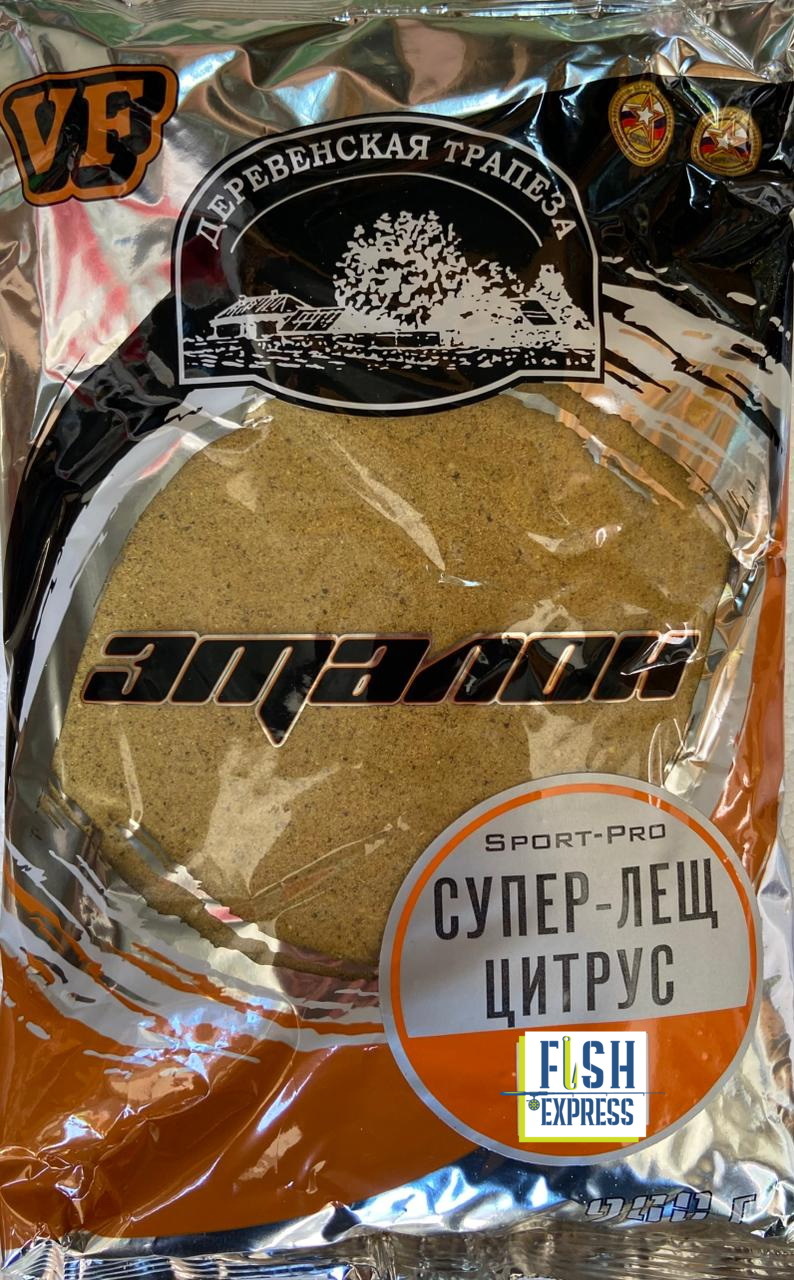 VF
ДЕРЕВЕНСКАЯ ТРАПЕЗА
эталон
SPORT-PRO
СУПЕР-ЛЕЩ
ЦИТРУС
FISH
EXPRESS